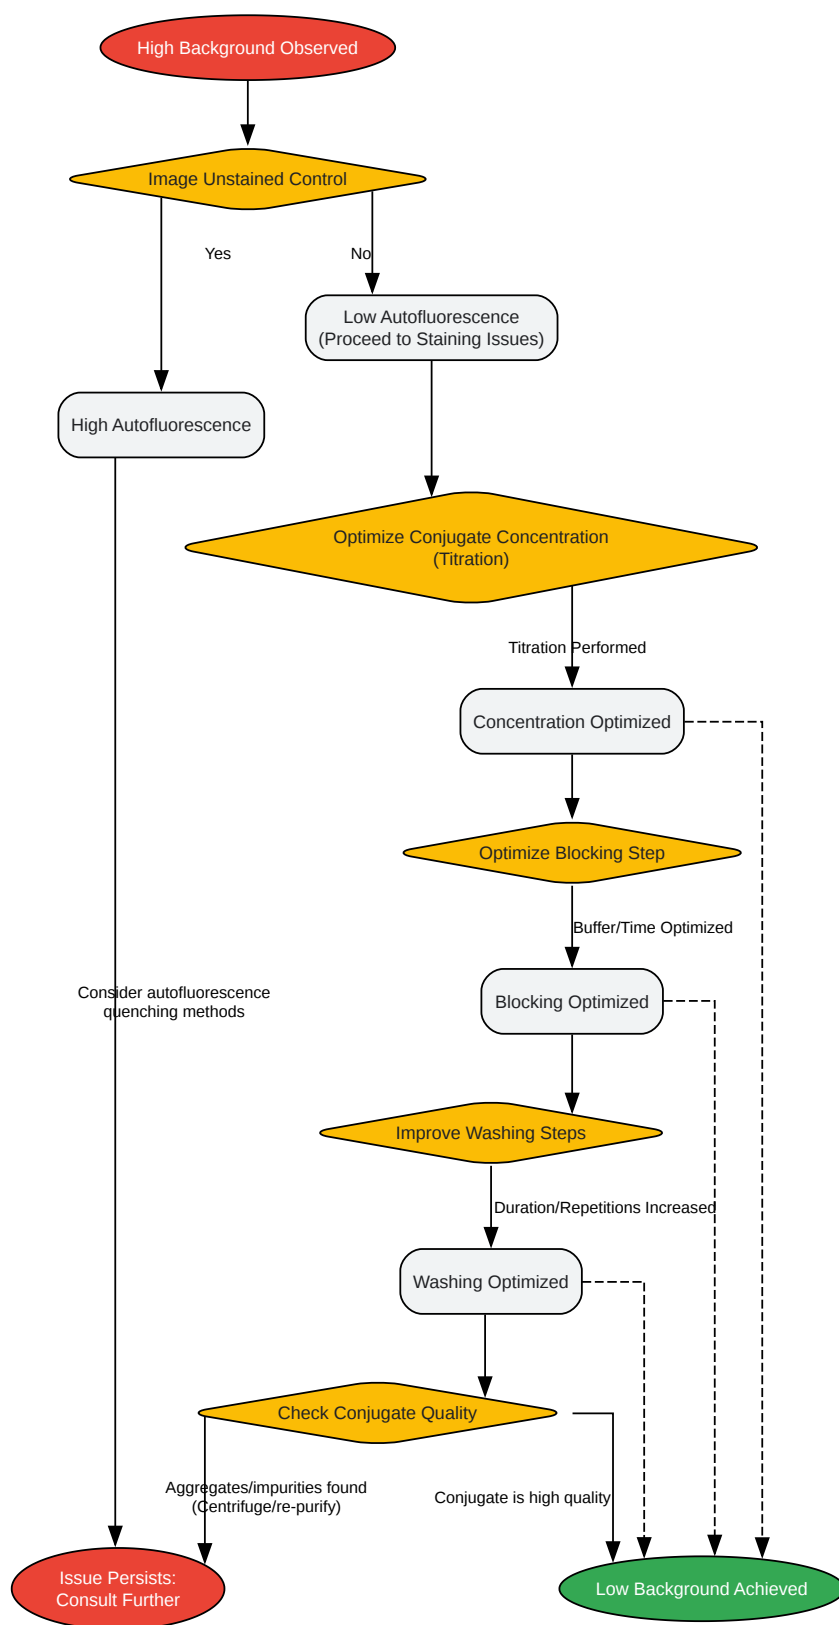 High Background Observed
Image Unstained Control
Yes
No
Low Autofluorescence
(Proceed to Staining Issues)
High Autofluorescence
Optimize Conjugate Concentration
(Titration)
Titration Performed
Concentration Optimized
Optimize Blocking Step
Buffer/Time Optimized
Consider autofluorescence
quenching methods
Blocking Optimized
Improve Washing Steps
Duration/Repetitions Increased
Washing Optimized
Check Conjugate Quality
Aggregates/impurities found
(Centrifuge/re-purify)
Conjugate is high quality
Issue Persists:
Consult Further
Low Background Achieved